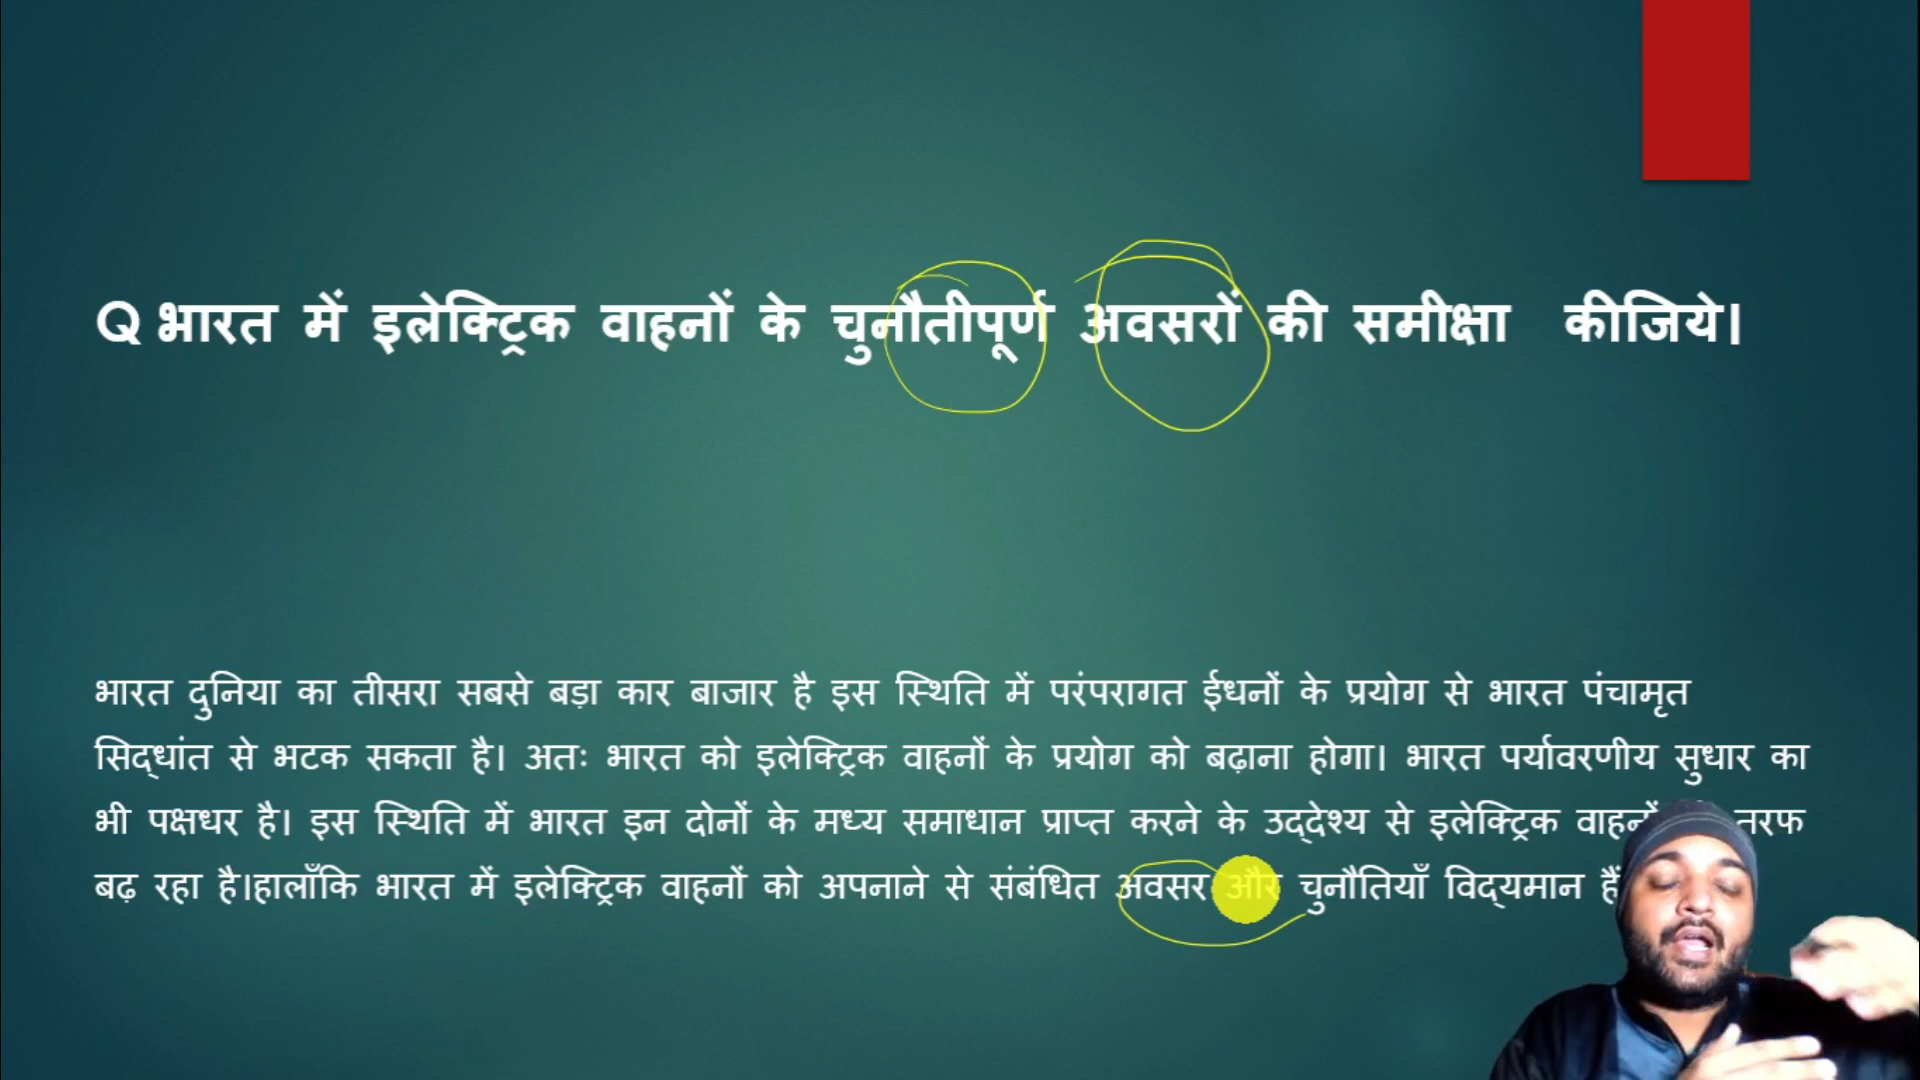 Q भारत में इलेक्ट्रिक वाहनों के चुनौतीपूर्ण अवसरों की समीक्षा कीजिये।
भारत दुनिया का तीसरा सबसे बड़ा कार बाजार है इस स्थिति में परंपरागत ईधनों के प्रयोग से भारत पंचामृत
सिद्धांत से भटक सकता है। अतः भारत को इलेक्ट्रिक वाहनों के प्रयोग को बढ़ाना होगा। भारत पर्यावरणीय सुधार का
भी पक्षधर है। इस स्थिति में भारत इन दोनों के मध्य समाधान प्राप्त करने के उद्देश्य से इलेक्ट्रिक वाहनों तरफ
बढ़ रहा है।हालाँकि भारत में इलेक्ट्रिक वाहनों को अपनाने से संबंधित अवसर और चुनौतियाँ विद्यमान हैं